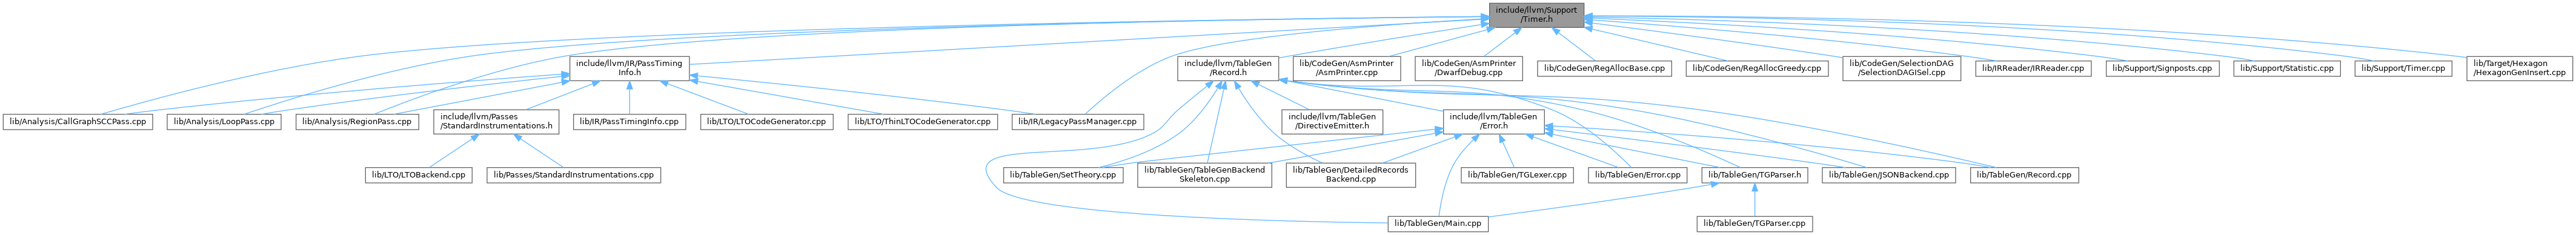 include/llvm/Support
/Timer.h
include/llvm/IR/PassTiming
Info.h
include/llvm/TableGen
/Record.h
lib/CodeGen/AsmPrinter
/AsmPrinter.cpp
lib/CodeGen/AsmPrinter
/DwarfDebug.cpp
lib/CodeGen/RegAllocBase.cpp
lib/CodeGen/RegAllocGreedy.cpp
lib/CodeGen/SelectionDAG
/SelectionDAGISel.cpp
lib/IRReader/IRReader.cpp
lib/Support/Signposts.cpp
lib/Support/Statistic.cpp
lib/Support/Timer.cpp
lib/Target/Hexagon
/HexagonGenInsert.cpp
lib/Analysis/CallGraphSCCPass.cpp
lib/Analysis/LoopPass.cpp
lib/Analysis/RegionPass.cpp
include/llvm/Passes
/StandardInstrumentations.h
lib/IR/PassTimingInfo.cpp
lib/LTO/LTOCodeGenerator.cpp
lib/LTO/ThinLTOCodeGenerator.cpp
lib/IR/LegacyPassManager.cpp
include/llvm/TableGen
/DirectiveEmitter.h
include/llvm/TableGen
/Error.h
lib/LTO/LTOBackend.cpp
lib/Passes/StandardInstrumentations.cpp
lib/TableGen/SetTheory.cpp
lib/TableGen/TableGenBackend
Skeleton.cpp
lib/TableGen/DetailedRecords
Backend.cpp
lib/TableGen/TGLexer.cpp
lib/TableGen/Error.cpp
lib/TableGen/TGParser.h
lib/TableGen/JSONBackend.cpp
lib/TableGen/Record.cpp
lib/TableGen/Main.cpp
lib/TableGen/TGParser.cpp